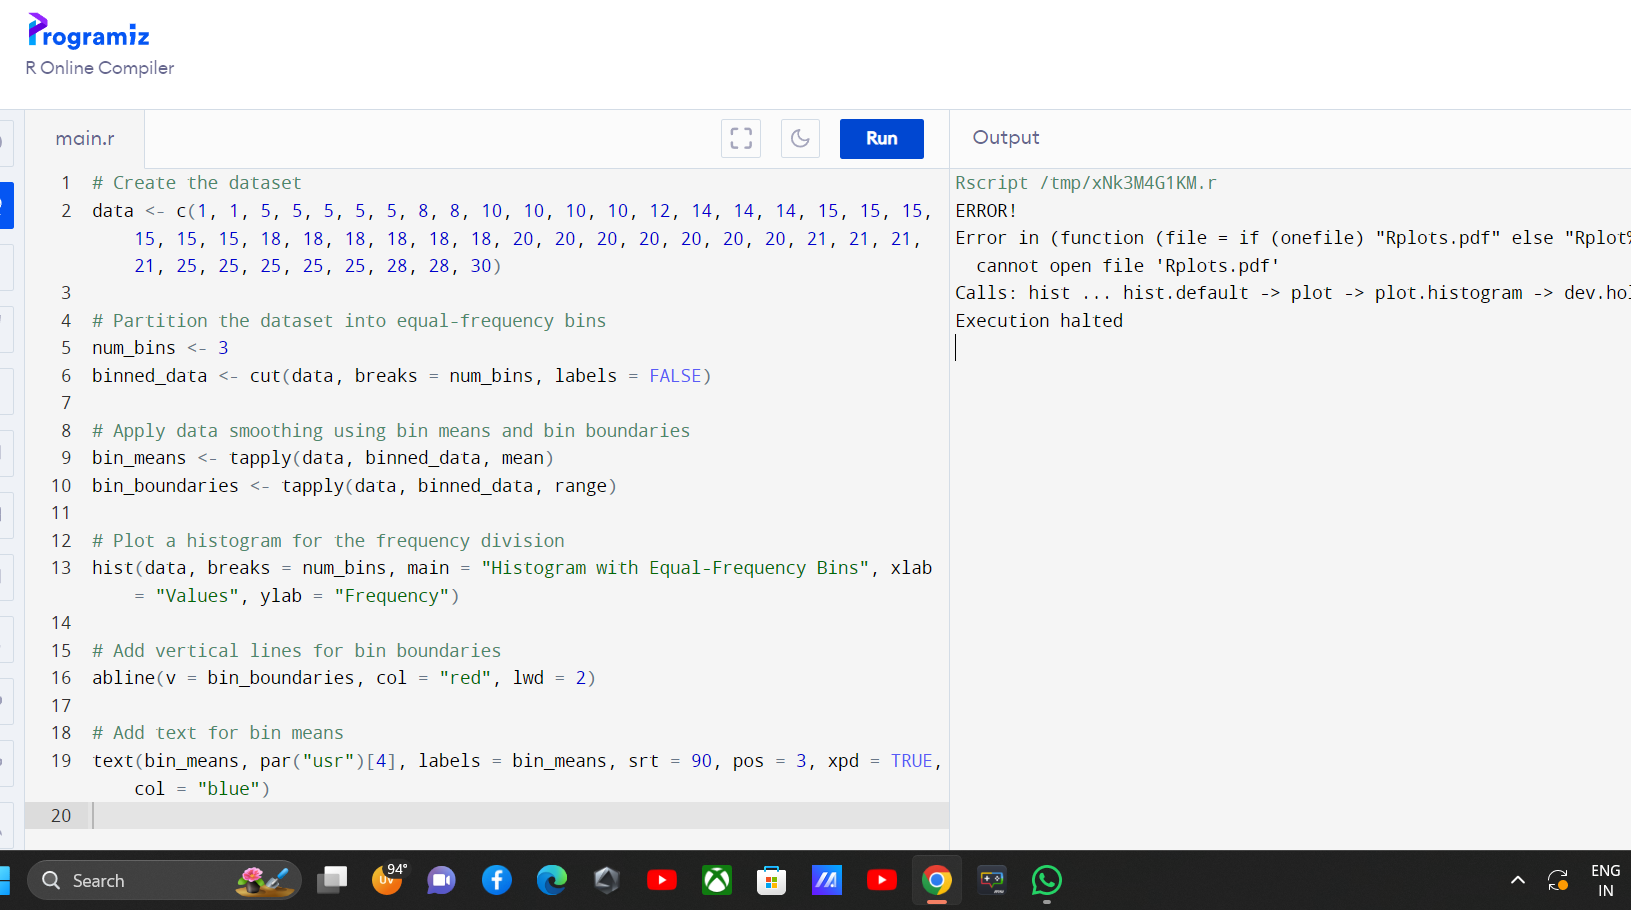 Programiz
R Online Compiler
main.r
Run
Output
1 # Create the dataset
2 data <- c(1, 1, 5, 5, 5, 5, 5, 8, 8, 10, 10, 10, 10, 12, 14, 14, 14, 15, 15, 15,
15, 15, 15, 18, 18, 18, 18, 18, 18, 20, 20, 20, 20, 20, 20, 20, 21, 21, 21,
21, 25, 25, 25, 25, 25, 28, 28, 30)
3
4 # Partition the dataset into equal-frequency bins
5 num_bins <- 3
6 binned_data <- cut(data, breaks = num_bins, labels = FALSE)
7
8 # Apply data smoothing using bin means and bin boundaries
9 bin_means <- tapply(data, binned_data, mean)
10 bin_boundaries <- tapply(data, binned_data, range)
11
12 # Plot a histogram for the frequency division
13 hist(data, breaks = num_bins, main = "Histogram with Equal-Frequency Bins", xlab
= "Values", ylab = "Frequency")
14
15 # Add vertical lines for bin boundaries
16 abline(v = bin_boundaries, col = "red", lwd = 2)
17
18 # Add text for bin means
19 text(bin_means, par("usr")[4], labels = bin_means, srt = 90, pos = 3, xpd = TRUE,
col = "blue")
20
Rscript /tmp/xNk3M4G1KM.r
ERROR!
Error in (function (file = if (onefile) "Rplots.pdf" else "Rplot%
cannot open file 'Rplots.pdf'
Calls: hist ... hist.default -> plot -> plot.histogram -> dev.hol
Execution halted
Search
94°
UV
ENG
IN